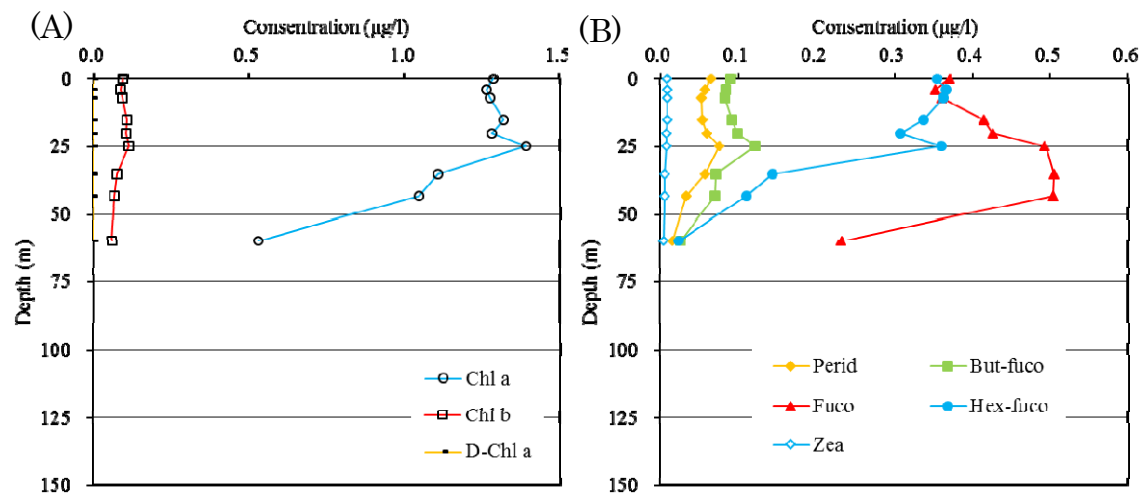 (A)
Consentration (µg/l)
0.0 0.5 1.0 1.5
0
25
50
75
100
125
150
Depth (m)
Chl a
Chl b
D-Chl a
(B)
Consentration (µg/l)
0.0 0.1 0.2 0.3 0.4 0.5 0.6
0
25
50
75
100
125
150
Depth (m)
Perid But-fuco
Fuco Hex-fuco
Zea